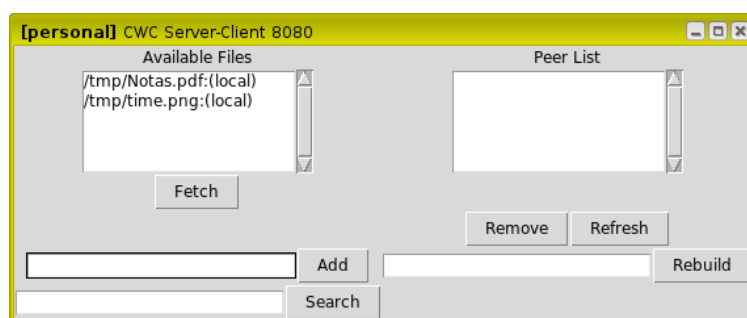 [personal] CWC Server-Client 8080
Available Files
Peer List
/tmp/Notas.pdf:(local)
/tmp/time.png:(local)
Fetch
Remove
Refresh
Add
Rebuild
Search